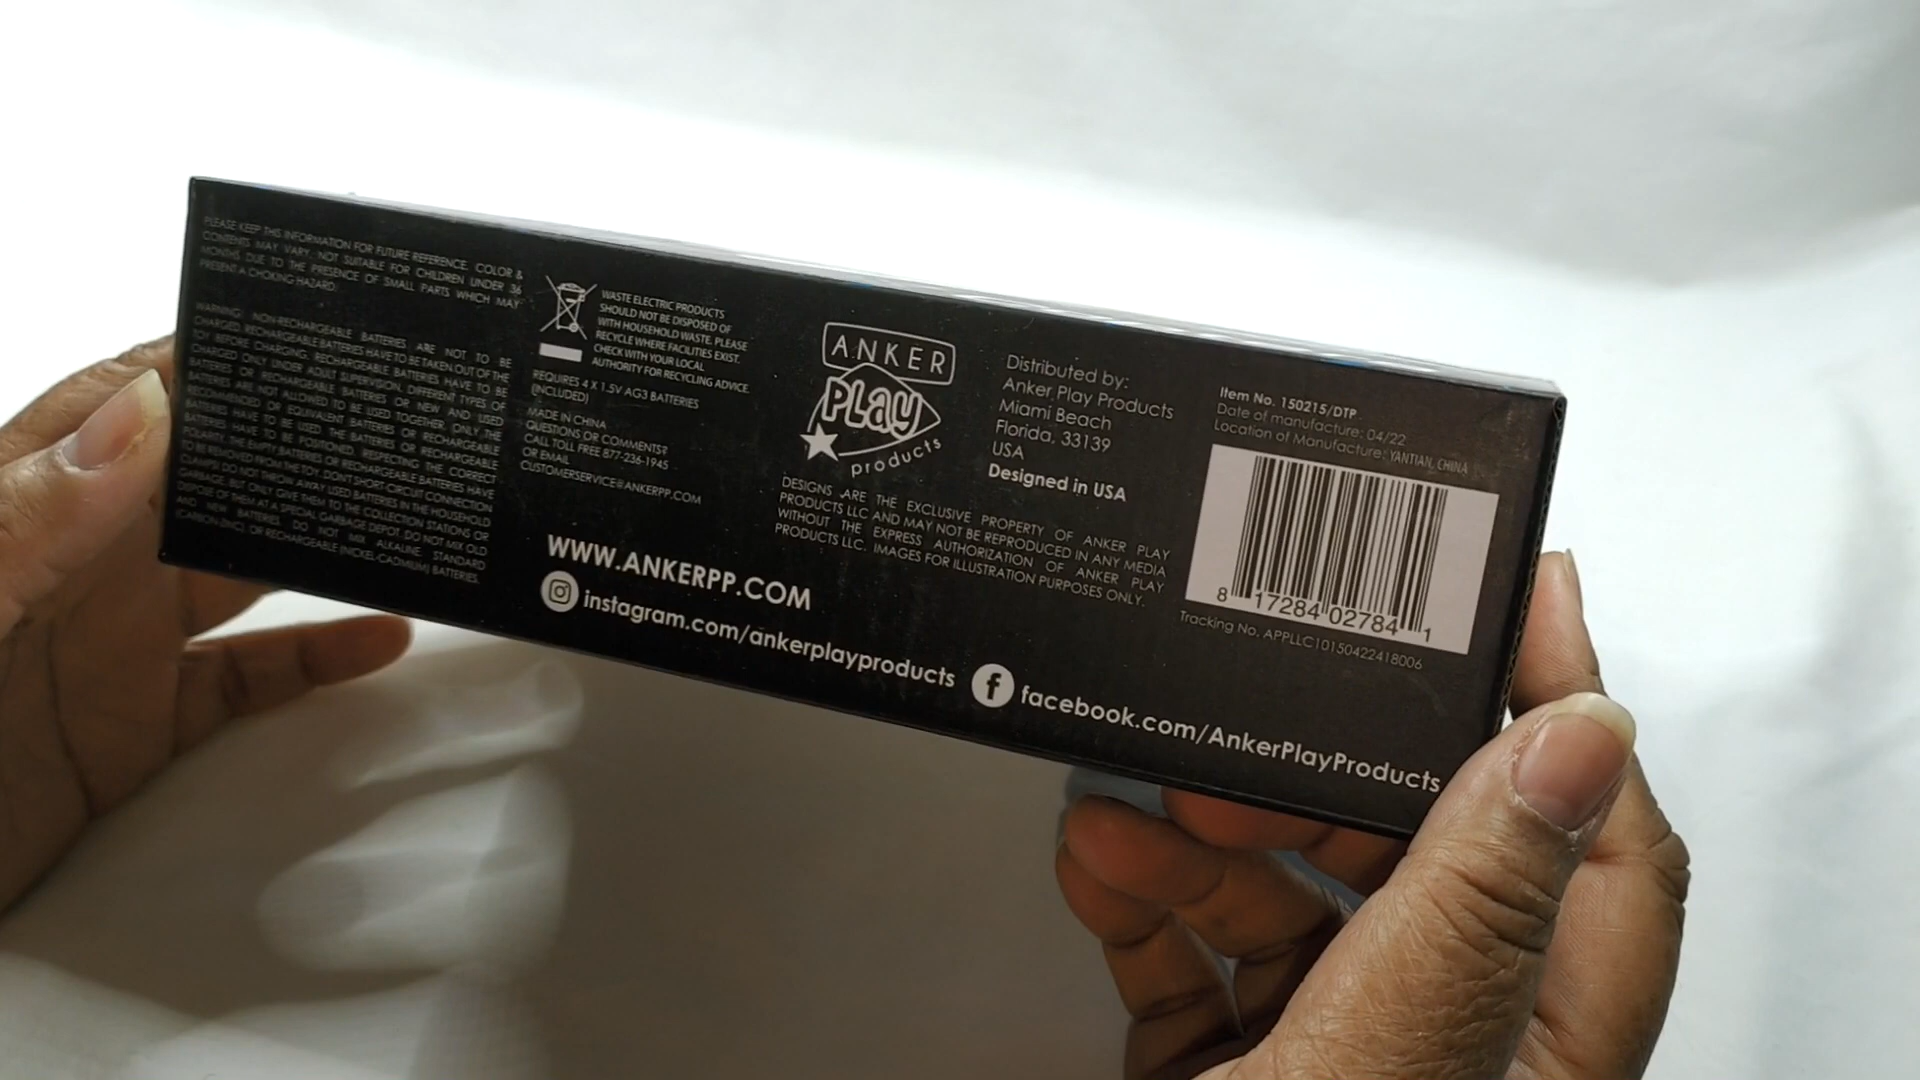 PLEASE KEEP THIS INFORMATION FOR FUTURE REFERENCE. COLOR &
CONTENTS MAY VARY. NOT SUITABLE FOR CHILDREN UNDER 36
MONTHS DUE TO THE PRESENCE OF SMALL PARTS WHICH MAY
PRESENT A CHOKING HAZARD.
WARNING: NON-RECHARGEABLE BATTERIES ARE NOT TO BE
CHARGED. RECHARGEABLE BATTERIES HAVE TO BE TAKEN OUT OF THE
TOY BEFORE CHARGING. RECHARGEABLE BATTERIES HAVE TO BE
CHARGED ONLY UNDER ADULT SUPERVISION. DIFFERENT TYPES OF
BATTERIES OR RECHARGEABLE BATTERIES OR NEW AND USED
BATTERIES ARE NOT ALLOWED TO BE USED TOGETHER. ONLY THE
RECOMMENDED OR EQUIVALENT BATTERIES OR RECHARGEABLE
BATTERIES HAVE TO BE USED. THE BATTERIES OR RECHARGEABLE
BATTERIES HAVE TO BE POSITIONED, RESPECTING THE CORRECT
POLARITY. THE EMPTY BATTERIES OR RECHARGEABLE BATTERIES HAVE
TO BE REMOVED FROM THE TOY. DON'T SHORT-CIRCUIT CONNECTION
CLAMPS! DO NOT THROW AWAY USED BATTERIES IN THE HOUSEHOLD
GARBAGE, BUT ONLY GIVE THEM TO THE COLLECTION STATIONS OR
DISPOSE OF THEM AT A SPECIAL GARBAGE DEPOT. DO NOT MIX OLD
AND NEW BATTERIES. DO NOT MIX ALKALINE, STANDARD
(CARBON-ZINC), OR RECHARGEABLE (NICKEL-CADMIUM) BATTERIES.
WASTE ELECTRIC PRODUCTS
SHOULD NOT BE DISPOSED OF
WITH HOUSEHOLD WASTE. PLEASE
RECYCLE WHERE FACILITIES EXIST.
CHECK WITH YOUR LOCAL
AUTHORITY FOR RECYCLING ADVICE.
REQUIRES 4 X 1.5V AG3 BATTERIES
(INCLUDED)
MADE IN CHINA
QUESTIONS OR COMMENTS?
CALL TOLL FREE 877-236-1945
OR EMAIL
CUSTOMERSERVICE@ANKERPP.COM
WWW.ANKERPP.COM
instagram.com/ankerplayproducts
facebook.com/AnkerPlayProducts
ANKER
PLay
products
Distributed by:
Anker Play Products
Miami Beach
Florida, 33139
USA
Designed in USA
DESIGNS ARE THE EXCLUSIVE PROPERTY OF ANKER PLAY
PRODUCTS LLC AND MAY NOT BE REPRODUCED IN ANY MEDIA
WITHOUT THE EXPRESS AUTHORIZATION OF ANKER PLAY
PRODUCTS LLC. IMAGES FOR ILLUSTRATION PURPOSES ONLY.
Item No. 150215/DTP
Date of manufacture: 04/22
Location of Manufacture: YANTIAN, CHINA
8 17284 02784 1
Tracking No. APPLLC10150422418006